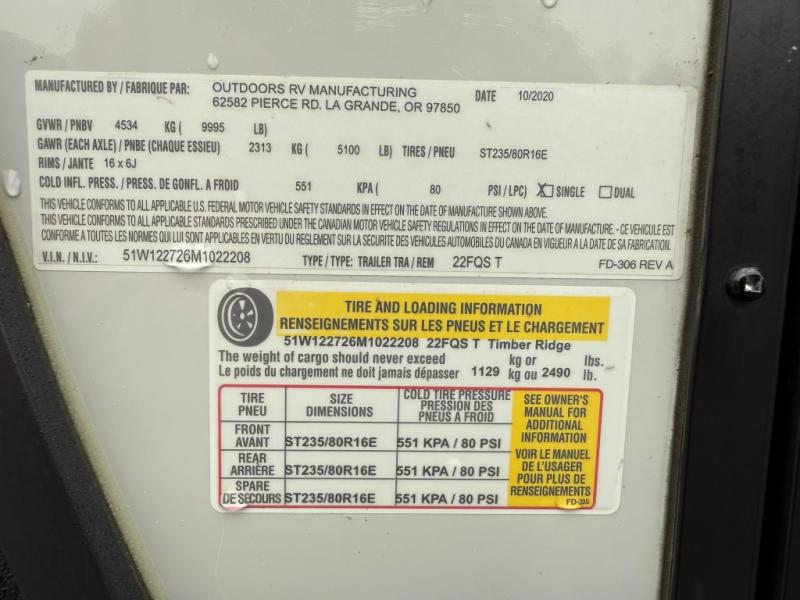 MANUFACTURED BY / FABRIQUE PAR: OUTDOORS RV MANUFACTURING DATE 10/2020
62582 PIERCE RD. LA GRANDE, OR 97850
GVWR / PNBV 4534 KG ( 9995 LB)
GAWR (EACH AXLE) / PNBE (CHAQUE ESSIEU) 2313 KG ( 5100 LB) TIRES / PNEU ST235/80R16E
RIMS / JANTE 16 x 6J
COLD INFL. PRESS. / PRESS. DE GONFL. A FROID 551 KPA ( 80 PSI / LPC) X SINGLE DUAL
THIS VEHICLE CONFORMS TO ALL APPLICABLE U.S. FEDERAL MOTOR VEHICLE SAFETY STANDARDS IN EFFECT ON THE DATE OF MANUFACTURE SHOWN ABOVE.
THIS VEHICLE CONFORMS TO ALL APPLICABLE STANDARDS PRESCRIBED UNDER THE CANADIAN MOTOR VEHICLE SAFETY REGULATIONS IN EFFECT ON THE DATE OF MANUFACTURE. - CE VEHICULE EST
CONFORME A TOUTES LES NORMES QUI LUI SONT APPLICABLES EN VERTU DU REGLEMENT SUR LA SECURITE DES VEHICULES AUTOMOBILES DU CANADA EN VIGUEUR A LA DATE DE SA FABRICATION.
V.I.N. / N.I.V.: 51W122726M1022208 TYPE / TYPE: TRAILER TRA / REM 22FQS T FD-306 REV A
TIRE AND LOADING INFORMATION
RENSEIGNEMENTS SUR LES PNEUS ET LE CHARGEMENT
51W122726M1022208 22FQS T Timber Ridge
The weight of cargo should never exceed kg or lbs.
Le poids du chargement ne doit jamais dépasser 1129 kg ou 2490 lb.
TIRE SIZE COLD TIRE PRESSURE
PNEU DIMENSIONS PRESSION DES
PNEUS A FROID
FRONT
AVANT ST235/80R16E 551 KPA / 80 PSI
REAR
ARRIÈRE ST235/80R16E 551 KPA / 80 PSI
SPARE
DE SECOURS ST235/80R16E 551 KPA / 80 PSI
SEE OWNER'S
MANUAL FOR
ADDITIONAL
INFORMATION
VOIR LE MANUEL
DE L'USAGER
POUR PLUS DE
RENSEIGNEMENTS
FD-395